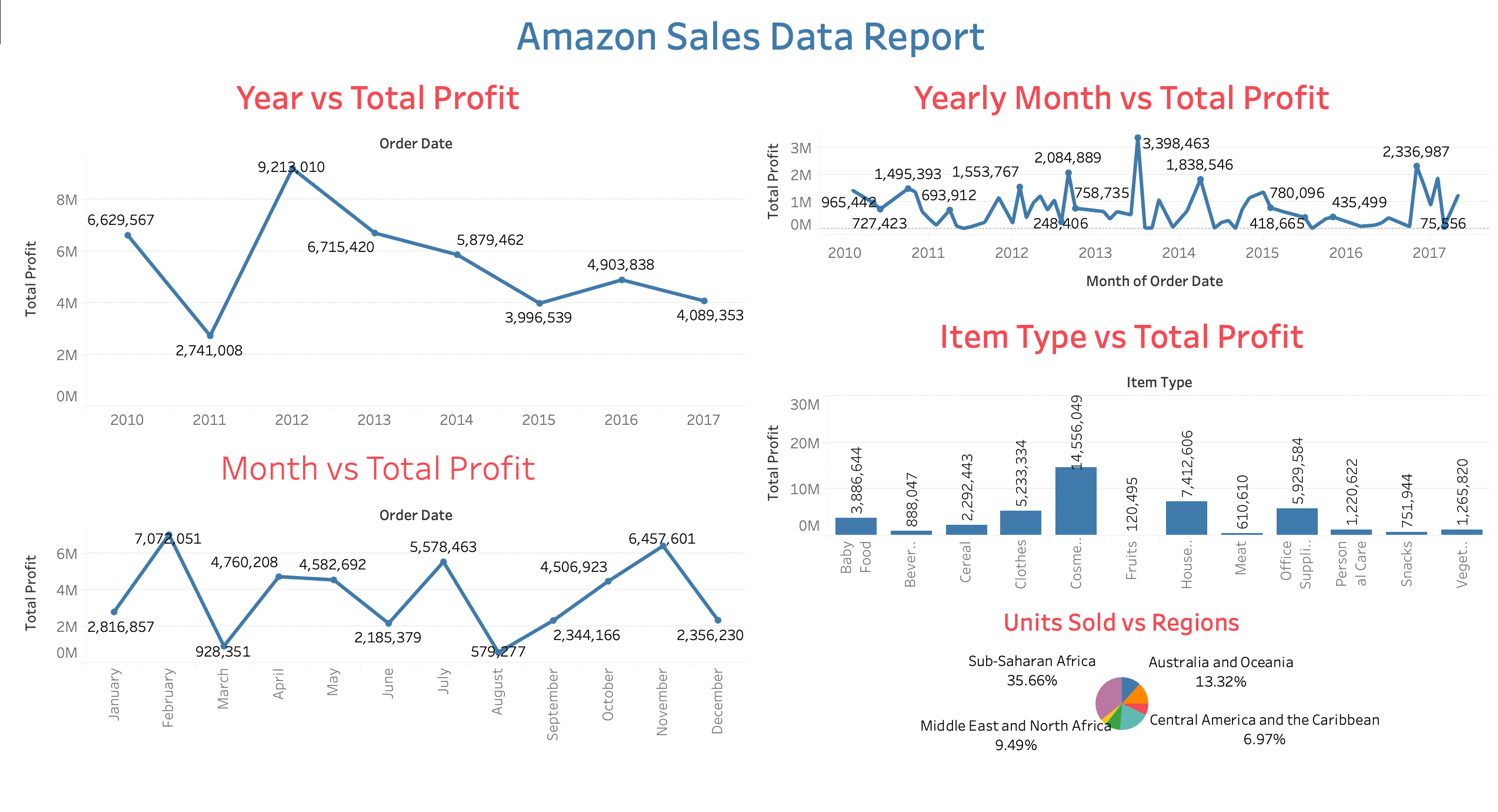 Amazon Sales Data Report
Year vs Total Profit
Order Date
Total Profit
8M
6M
4M
2M
0M
6,629,567
2,741,008
9,213,010
6,715,420
5,879,462
3,996,539
4,903,838
4,089,353
2010
2011
2012
2013
2014
2015
2016
2017
Month vs Total Profit
Order Date
Total Profit
6M
4M
2M
0M
2,816,857
7,072,051
928,351
4,760,208
4,582,692
2,185,379
5,578,463
579,277
2,344,166
4,506,923
6,457,601
2,356,230
January
February
March
April
May
June
July
August
September
October
November
December
Yearly Month vs Total Profit
Total Profit
3M
2M
1M
0M
965,442
727,423
1,495,393
693,912
1,553,767
248,406
2,084,889
758,735
3,398,463
1,838,546
780,096
418,665
435,499
2,336,987
75,556
2010
2011
2012
2013
2014
2015
2016
2017
Month of Order Date
Item Type vs Total Profit
Item Type
Total Profit
30M
20M
10M
0M
3,886,644
888,047
2,292,443
5,233,334
14,556,049
120,495
7,412,606
610,610
5,929,584
1,220,622
751,944
1,265,820
Baby
Food
Bever..
Cereal
Clothes
Cosme..
Fruits
House..
Meat
Office
Suppli..
Person
al Care
Snacks
Veget..
Units Sold vs Regions
Sub-Saharan Africa
35.66%
Australia and Oceania
13.32%
Middle East and North Africa
9.49%
Central America and the Caribbean
6.97%